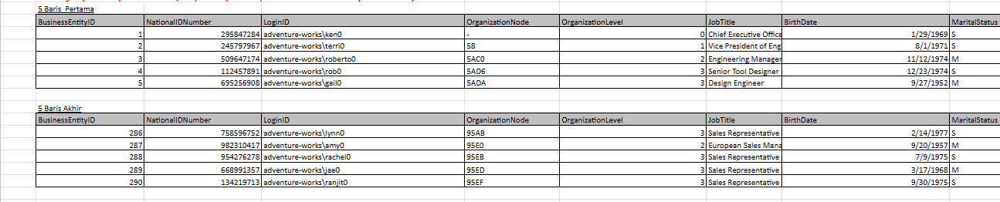 5 Baris Pertama
BusinessEntityID NationalIDNumber LoginID OrganizationNode OrganizationLevel JobTitle BirthDate MaritalStatus
1 295847284 adventure-works\ken0 - 0 Chief Executive Office 1/29/1969 S
2 245797967 adventure-works\terri0 58 1 Vice President of Eng 8/1/1971 S
3 509647174 adventure-works\roberto0 5AC0 2 Engineering Manager 11/12/1974 M
4 112457891 adventure-works\rob0 5AD6 3 Senior Tool Designer 12/23/1974 S
5 695256908 adventure-works\gail0 5ADA 3 Design Engineer 9/27/1952 M
5 Baris Akhir
BusinessEntityID NationalIDNumber LoginID OrganizationNode OrganizationLevel JobTitle BirthDate MaritalStatus
286 758596752 adventure-works\lynn0 95AB 3 Sales Representative 2/14/1977 S
287 982310417 adventure-works\amy0 95E0 2 European Sales Mana 9/20/1957 M
288 954276278 adventure-works\rachel0 95EB 3 Sales Representative 7/9/1975 S
289 668991357 adventure-works\jae0 95ED 3 Sales Representative 3/17/1968 M
290 134219713 adventure-works\ranjit0 95EF 3 Sales Representative 9/30/1975 S